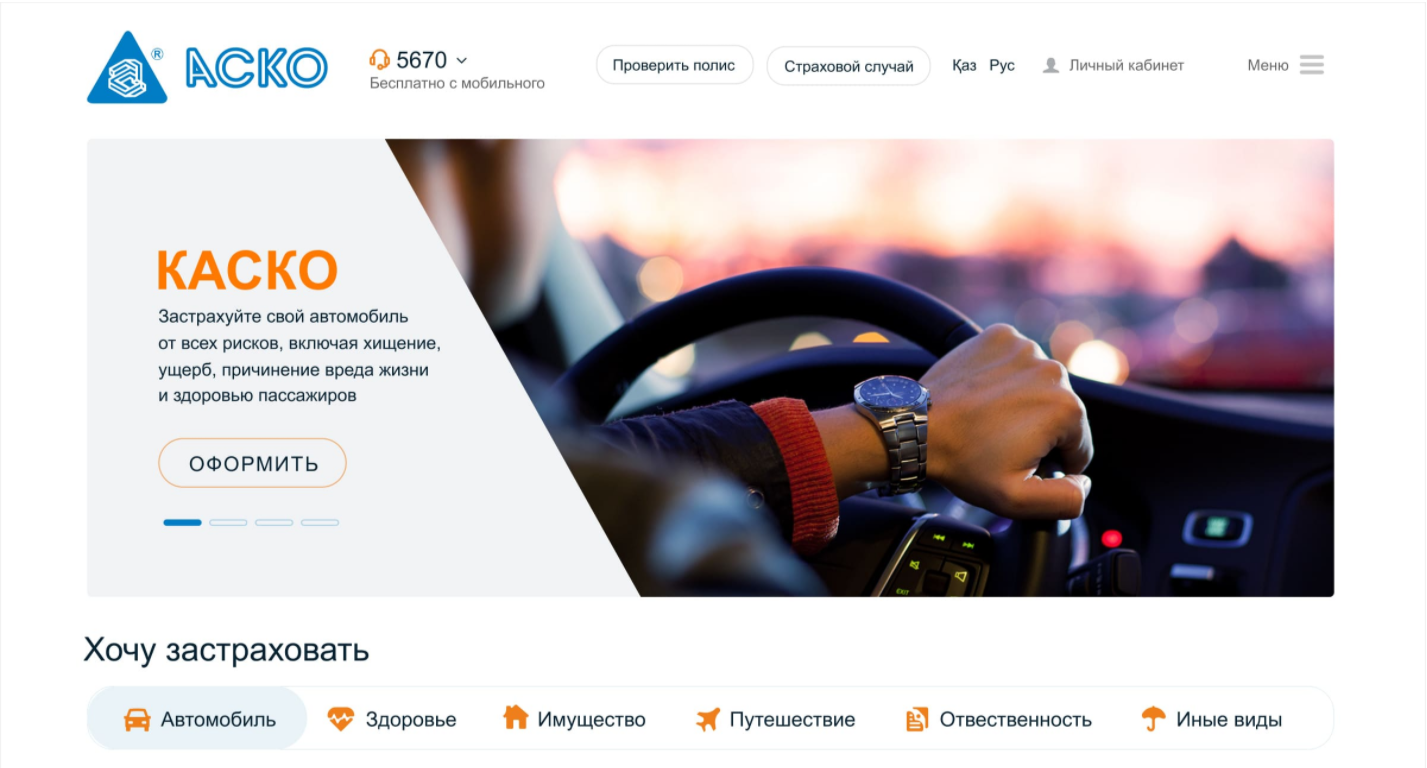 ® АСКО
5670
Бесплатно с мобильного
Проверить полис
Страховой случай
Қаз Рус
Личный кабинет
Меню
КАСКО
Застрахуйте свой автомобиль
от всех рисков, включая хищение,
ущерб, причинение вреда жизни
и здоровью пассажиров
ОФОРМИТЬ
EXIT
Хочу застраховать
Автомобиль
Здоровье
Имущество
Путешествие
Отвественность
Иные виды